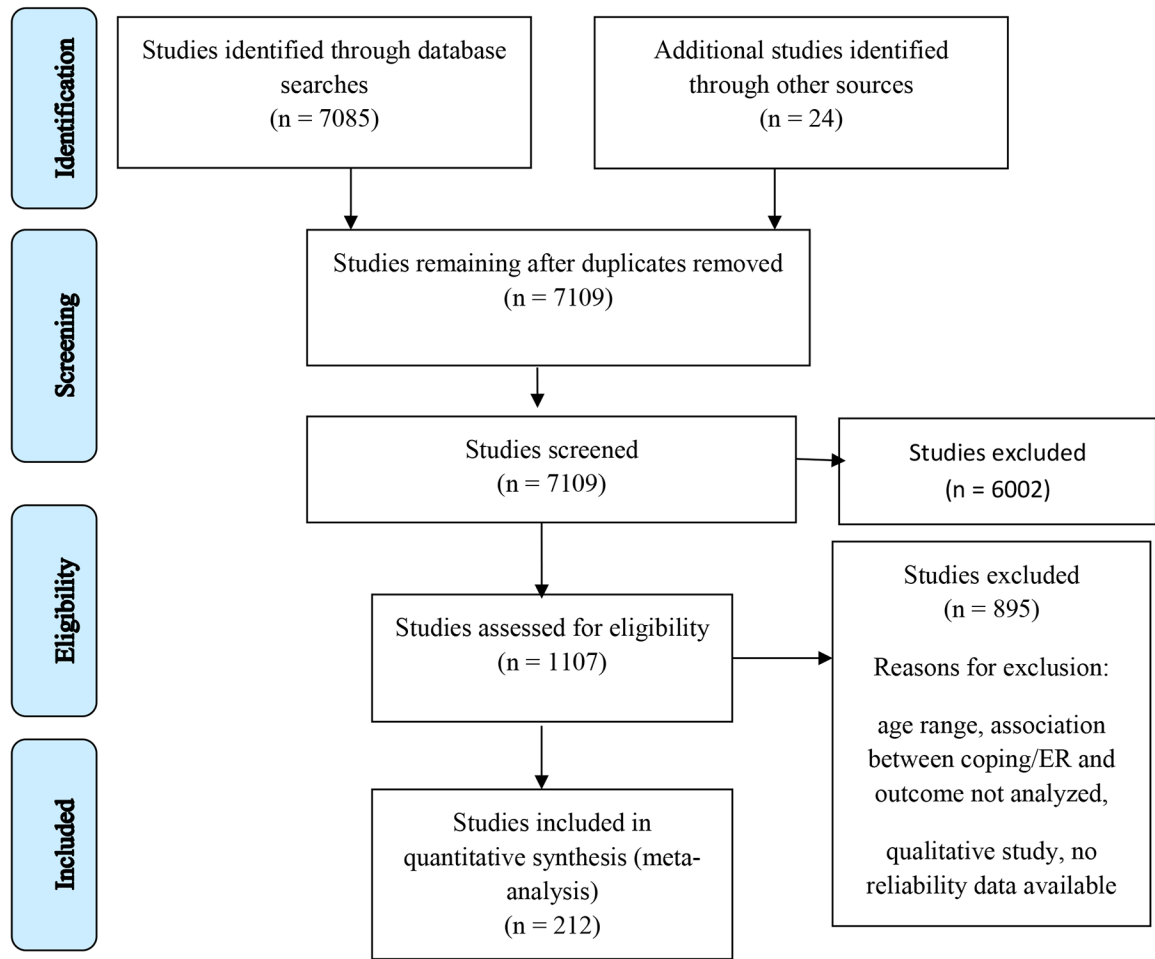 Identification
Studies identified through database
searches
(n = 7085)
Additional studies identified
through other sources
(n = 24)
Screening
Studies remaining after duplicates removed
(n = 7109)
Studies screened
(n = 7109)
Studies excluded
(n = 6002)
Eligibility
Studies assessed for eligibility
(n = 1107)
Studies excluded
(n = 895)
Reasons for exclusion:
age range, association
between coping/ER and
outcome not analyzed,
qualitative study, no
reliability data available
Included
Studies included in
quantitative synthesis (meta-
analysis)
(n = 212)